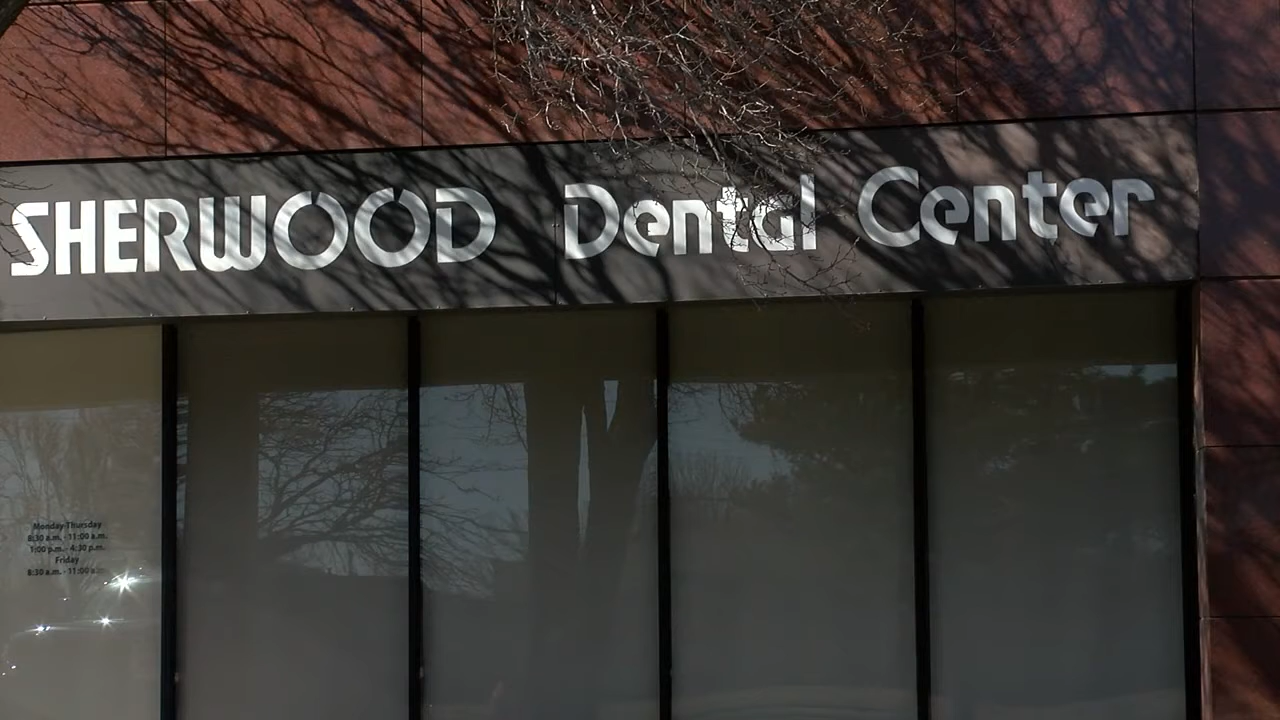 SHERWOOD Dental Center
Monday-Thursday
8:30 a.m. - 11:00 a.m.
1:00 p.m. - 4:30 p.m.
Friday
8:30 a.m. - 11:00 a.m.